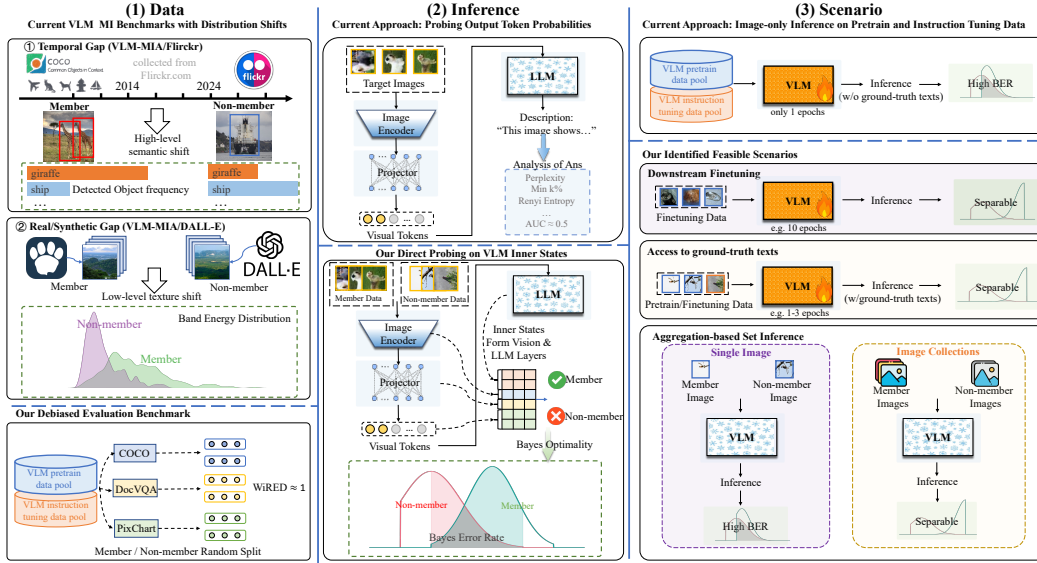 (1) Data
Current VLM MI Benchmarks with Distribution Shifts
① Temporal Gap (VLM-MIA/Flirckr)
COCO
Common Objects in Context
collected from
Flirckr.com
flickr
2014
2024
Member
Non-member
High-level
semantic shift
giraffe
giraffe
ship
Detected Object frequency
ship
...
...
② Real/Synthetic Gap (VLM-MIA/DALL-E)
DALL·E
Member
Non-member
Low-level texture shift
Band Energy Distribution
Non-member
Member
Our Debiased Evaluation Benchmark
VLM pretrain
data pool
VLM instruction
tuning data pool
COCO
DocVQA
PixChart
WiRED ≈ 1
Member / Non-member Random Split
(2) Inference
Current Approach: Probing Output Token Probabilities
Target Images
Image
Encoder
Projector
...
Visual Tokens
LLM
Description:
“This image shows…”
Analysis of Ans
Perplexity
Min k%
Renyi Entropy
...
AUC ≈ 0.5
Our Direct Probing on VLM Inner States
Member Data
Non-member Data
Image
Encoder
Projector
...
Visual Tokens
LLM
Inner States
Form Vision &
LLM Layers
Member
Non-member
Bayes Optimality
Non-member
Member
Bayes Error Rate
(3) Scenario
Current Approach: Image-only Inference on Pretrain and Instruction Tuning Data
VLM pretrain
data pool
VLM instruction
tuning data pool
VLM
only 1 epochs
Inference
(w/o ground-truth texts)
High BER
Our Identified Feasible Scenarios
Downstream Finetuning
Finetuning Data
VLM
e.g. 10 epochs
Inference
Separable
Access to ground-truth texts
Pretrain/Finetuning Data
VLM
e.g. 1-3 epochs
Inference
(w/ground-truth texts)
Separable
Aggregation-based Set Inference
Single Image
Member
Image
Non-member
Image
VLM
Inference
High BER
Image Collections
Member
Images
Non-member
Images
VLM
Inference
Separable